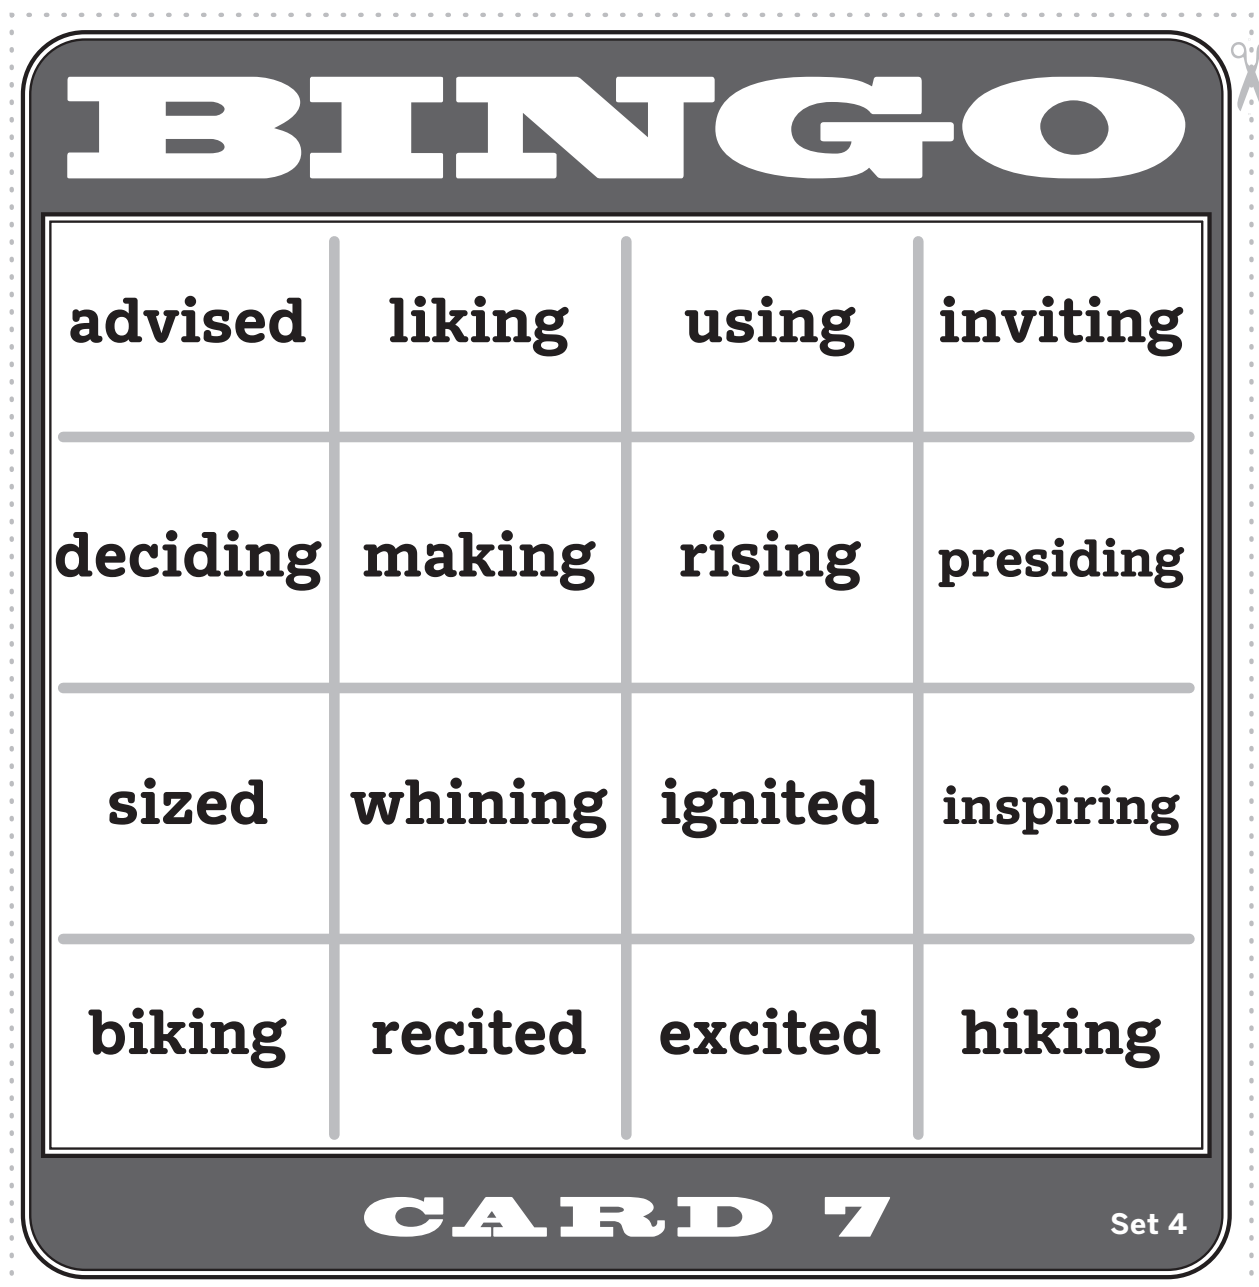 BINGO
advised liking using inviting
deciding making rising presiding
sized whining ignited inspiring
biking recited excited hiking
CARD 7
Set 4